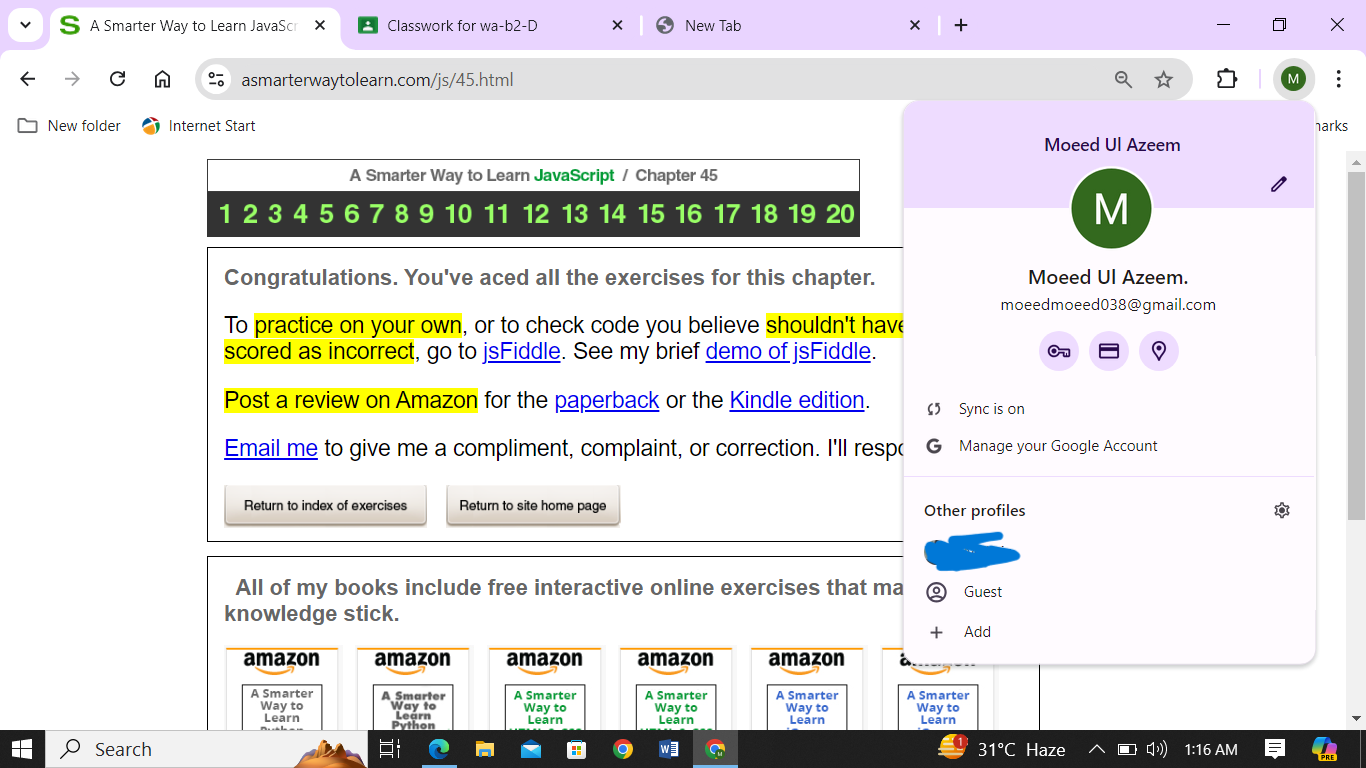 A Smarter Way to Learn JavaScr
Classwork for wa-b2-D
New Tab
asmarterwaytolearn.com/js/45.html
M
New folder
Internet Start
arks
A Smarter Way to Learn JavaScript / Chapter 45
1 2 3 4 5 6 7 8 9 10 11 12 13 14 15 16 17 18 19 20
Congratulations. You've aced all the exercises for this chapter.
To practice on your own, or to check code you believe shouldn't have
scored as incorrect, go to jsFiddle. See my brief demo of jsFiddle.
Post a review on Amazon for the paperback or the Kindle edition.
Email me to give me a compliment, complaint, or correction. I'll respo
Return to index of exercises
Return to site home page
All of my books include free interactive online exercises that ma
knowledge stick.
amazon amazon amazon amazon amazon amazon
A Smarter A Smarter A Smarter A Smarter A Smarter A Smarter
Way to Way to Way to Way to Way to Way to
Learn Learn Learn Learn Learn Learn
Python Python
Moeed Ul Azeem
M
Moeed Ul Azeem.
moeedmoeed038@gmail.com
Sync is on
Manage your Google Account
Other profiles
Guest
Add
Search
1
31°C Haze
1:16 AM
PRE